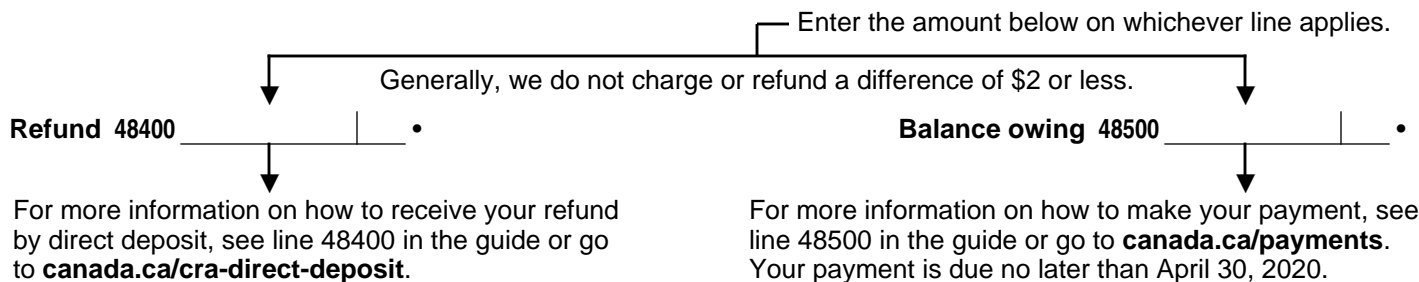 Enter the amount below on whichever line applies.
Generally, we do not charge or refund a difference of $2 or less.
Refund 48400 •
Balance owing 48500 •
For more information on how to receive your refund
by direct deposit, see line 48400 in the guide or go
to canada.ca/cra-direct-deposit.
For more information on how to make your payment, see
line 48500 in the guide or go to canada.ca/payments.
Your payment is due no later than April 30, 2020.